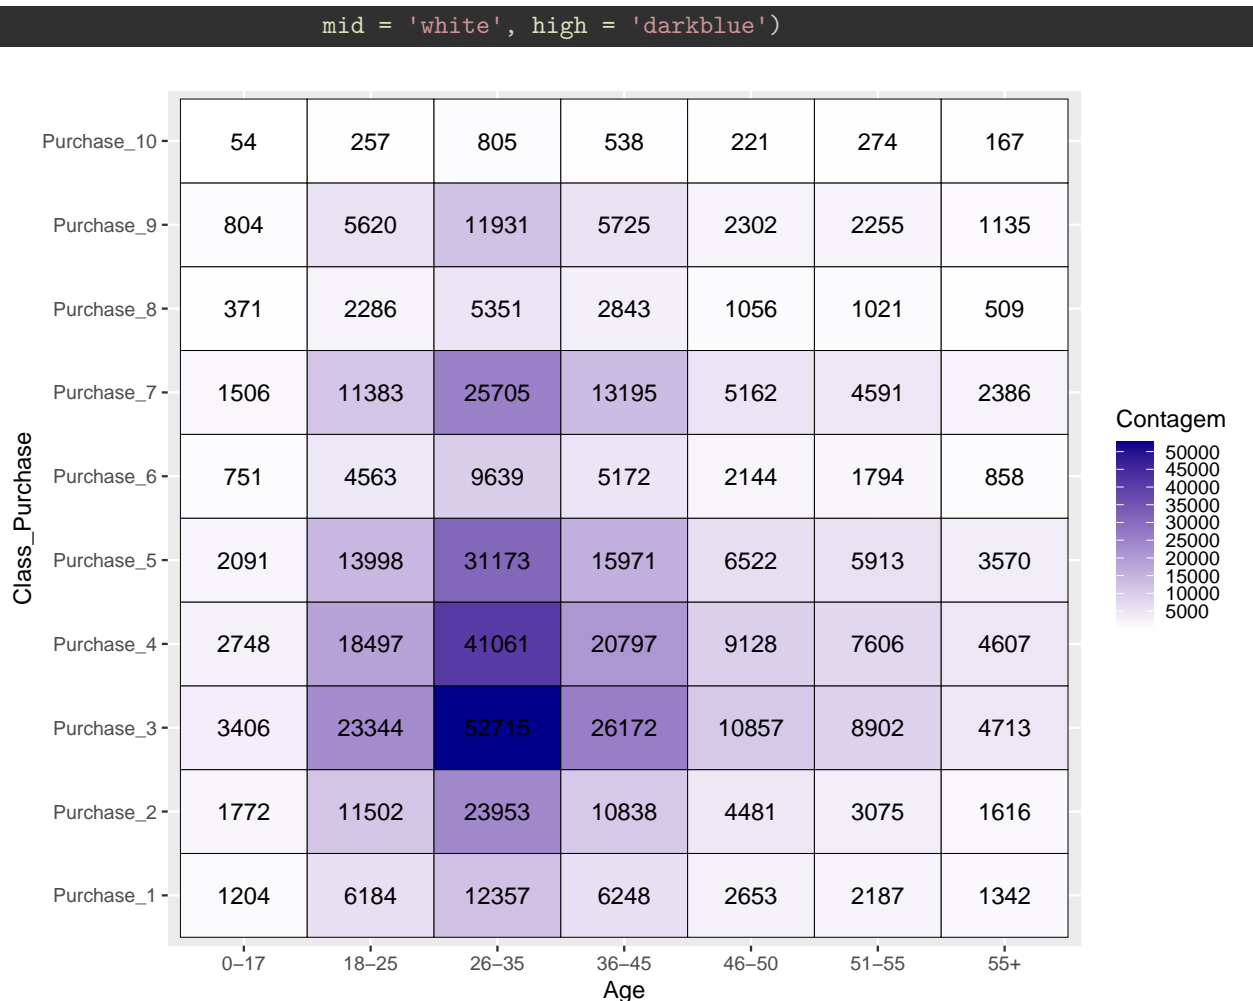 mid = 'white', high = 'darkblue')
Purchase_10 54 257 805 538 221 274 167
Purchase_9 804 5620 11931 5725 2302 2255 1135
Purchase_8 371 2286 5351 2843 1056 1021 509
Purchase_7 1506 11383 25705 13195 5162 4591 2386
Purchase_6 751 4563 9639 5172 2144 1794 858
Purchase_5 2091 13998 31173 15971 6522 5913 3570
Purchase_4 2748 18497 41061 20797 9128 7606 4607
Purchase_3 3406 23344 52715 26172 10857 8902 4713
Purchase_2 1772 11502 23953 10838 4481 3075 1616
Purchase_1 1204 6184 12357 6248 2653 2187 1342
0–17 18–25 26–35 36–45 46–50 51–55 55+
Age
Class_Purchase
Contagem
50000
45000
40000
35000
30000
25000
20000
15000
10000
5000